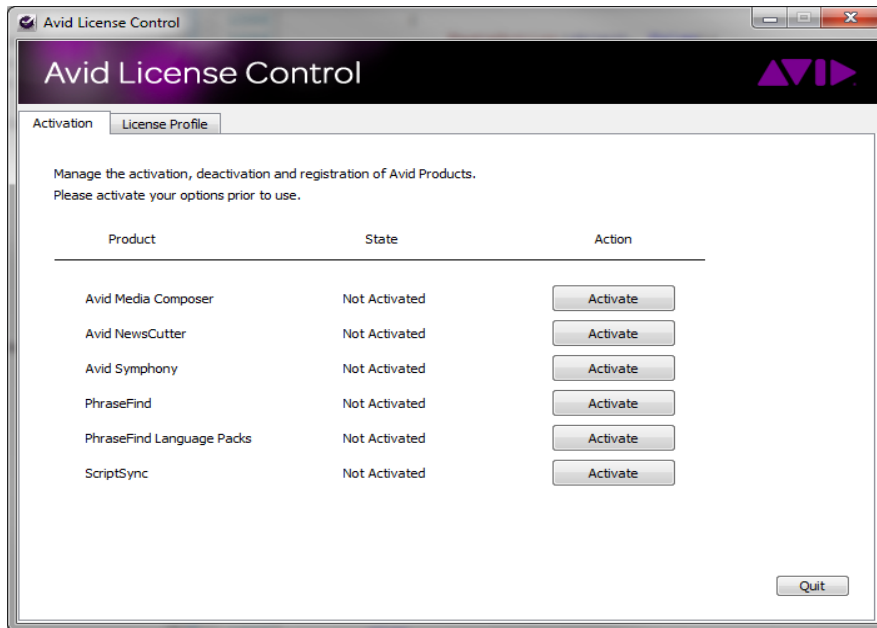 Avid License Control
Avid License Control
AVID
Activation License Profile
Manage the activation, deactivation and registration of Avid Products.
Please activate your options prior to use.
Product State Action
Avid Media Composer Not Activated Activate
Avid NewsCutter Not Activated Activate
Avid Symphony Not Activated Activate
PhraseFind Not Activated Activate
PhraseFind Language Packs Not Activated Activate
ScriptSync Not Activated Activate
Quit